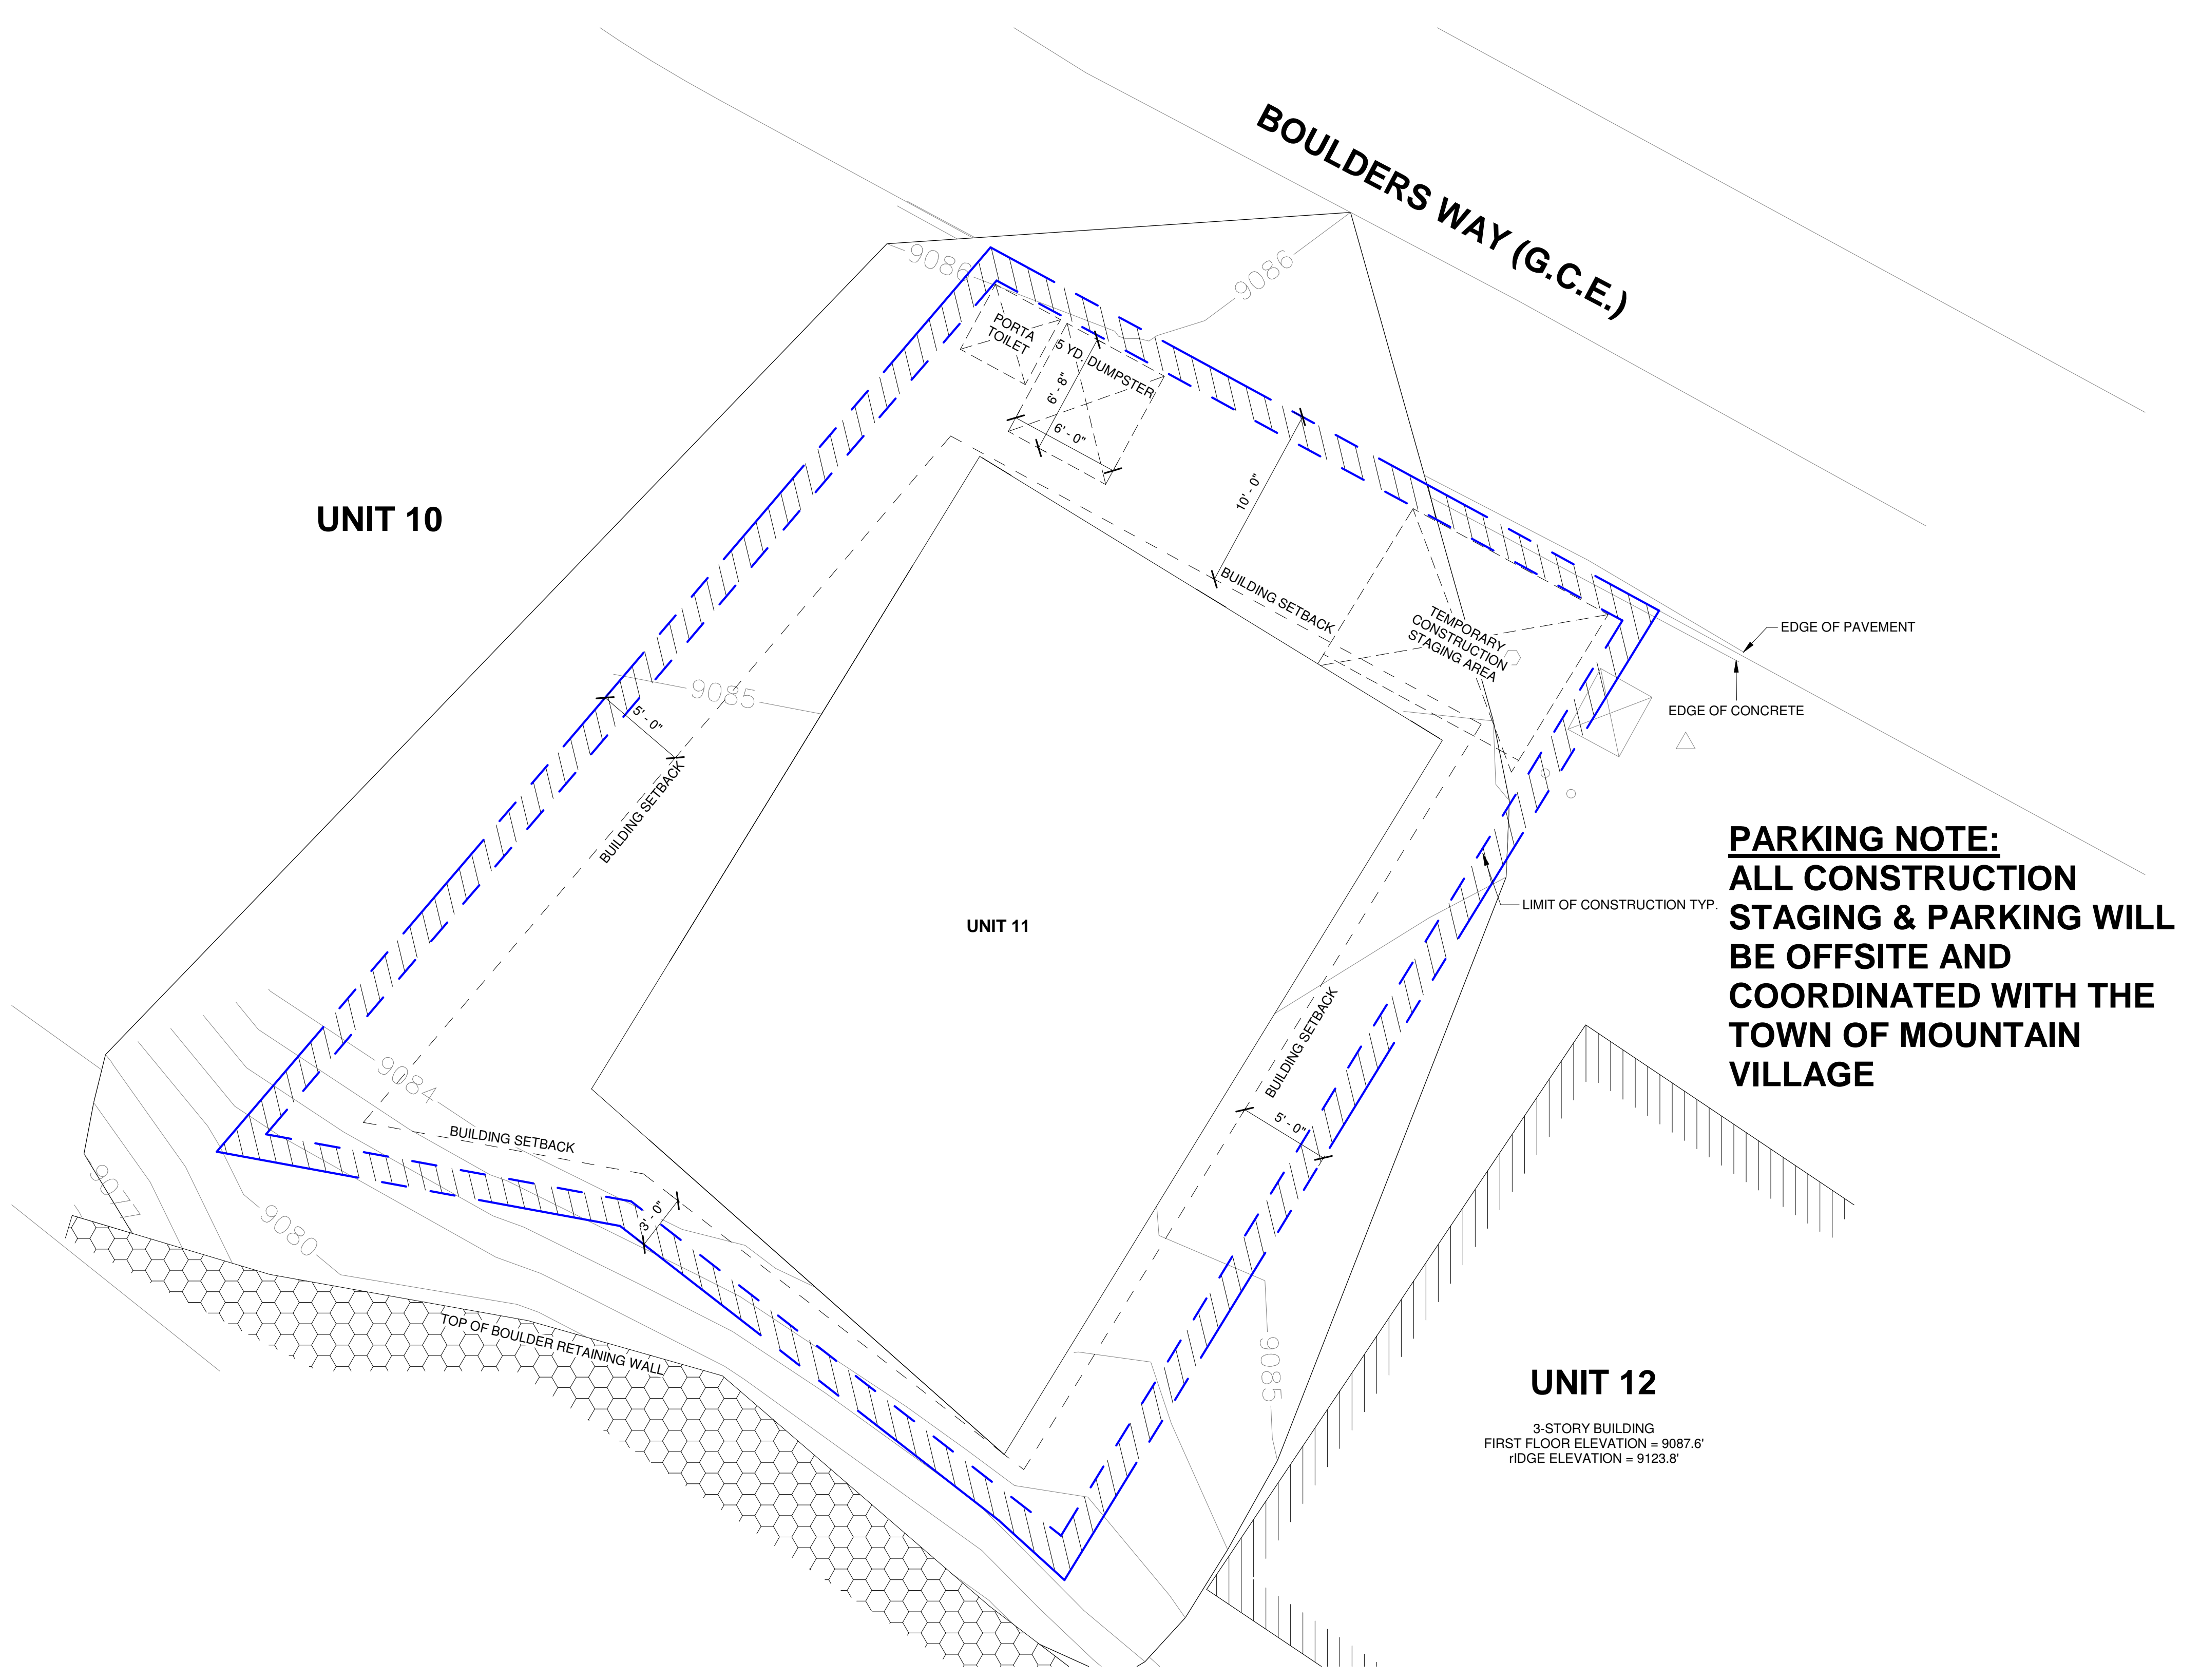 BOULDERS WAY (G.C.E.)
9086
9086
PORTA
TOILET
5 YD. DUMPSTER
6' - 8"
6' - 0"
10' - 0"
UNIT 10
BUILDING SETBACK
TEMPORARY
CONSTRUCTION
STAGING AREA
EDGE OF PAVEMENT
EDGE OF CONCRETE
9085
5' - 0"
BUILDING SETBACK
PARKING NOTE:
ALL CONSTRUCTION
STAGING & PARKING WILL
BE OFFSITE AND
COORDINATED WITH THE
TOWN OF MOUNTAIN
VILLAGE
LIMIT OF CONSTRUCTION TYP.
UNIT 11
BUILDING SETBACK
9084
5' - 0"
BUILDING SETBACK
3' - 0"
9080
TOP OF BOULDER RETAINING WALL
9085
UNIT 12
3-STORY BUILDING
FIRST FLOOR ELEVATION = 9087.6'
rIDGE ELEVATION = 9123.8'